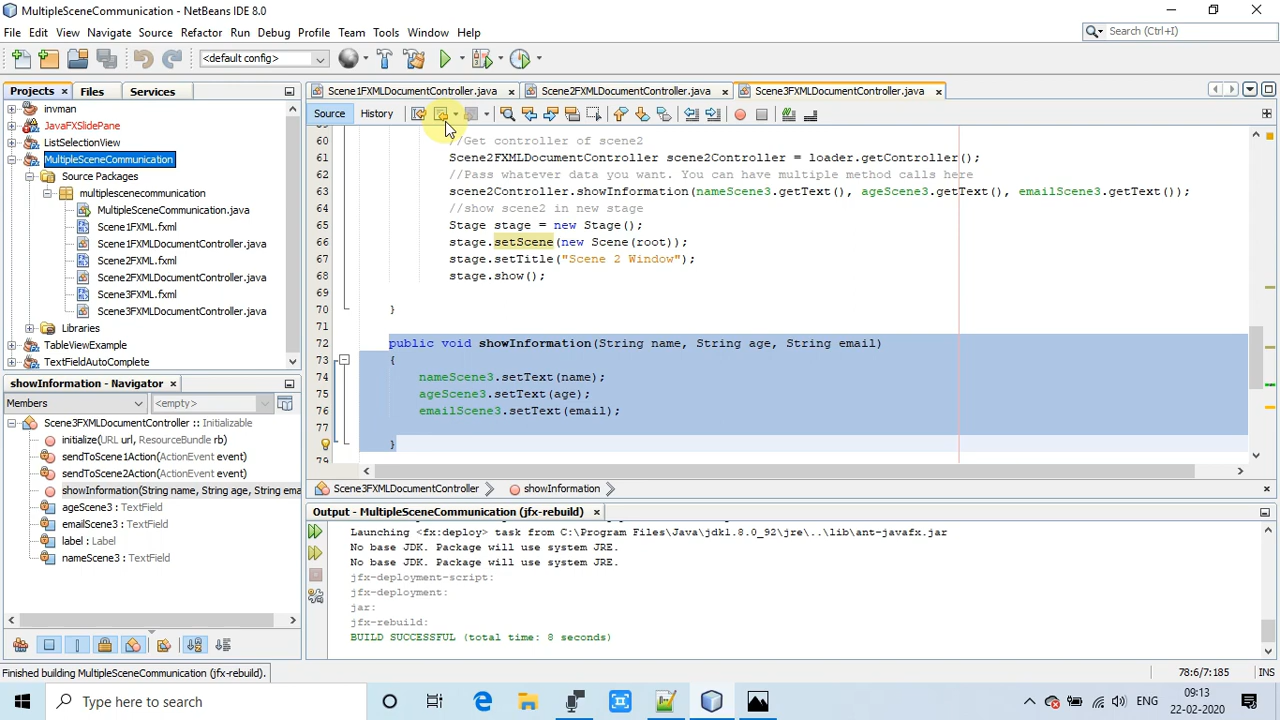 MultipleSceneCommunication - NetBeans IDE 8.0
File Edit View Navigate Source Refactor Run Debug Profile Team Tools Window Help
Search (Ctrl+I)
<default config>
Projects Files Services
Scene1FXMLDocumentController.java Scene2FXMLDocumentController.java Scene3FXMLDocumentController.java
Source History
invman
JavaFXSlidePane
ListSelectionView
MultipleSceneCommunication
Source Packages
multiplescenecommunication
MultipleSceneCommunication.java
Scene1FXML.fxml
Scene1FXMLDocumentController.java
Scene2FXML.fxml
Scene2FXMLDocumentController.java
Scene3FXML.fxml
Scene3FXMLDocumentController.java
Libraries
TableViewExample
TextFieldAutoComplete
60 //Get controller of scene2
61 Scene2FXMLDocumentController scene2Controller = loader.getController();
62 //Pass whatever data you want. You can have multiple method calls here
63 scene2Controller.showInformation(nameScene3.getText(), ageScene3.getText(), emailScene3.getText());
64 //show scene2 in new stage
65 Stage stage = new Stage();
66 stage.setScene(new Scene(root));
67 stage.setTitle("Scene 2 Window");
68 stage.show();
69
70 }
71
72 public void showInformation(String name, String age, String email)
73 {
74 nameScene3.setText(name);
75 ageScene3.setText(age);
76 emailScene3.setText(email);
77
78 }
79
Scene3FXMLDocumentController showInformation
showInformation - Navigator
Members <empty>
Scene3FXMLDocumentController :: Initializable
initialize(URL url, ResourceBundle rb)
sendToScene1Action(ActionEvent event)
sendToScene2Action(ActionEvent event)
showInformation(String name, String age, String ema
ageScene3 : TextField
emailScene3 : TextField
label : Label
nameScene3 : TextField
Output - MultipleSceneCommunication (jfx-rebuild)
Launching <fx:deploy> task from C:\Program Files\Java\jdk1.8.0_92\jre\..\lib\ant-javafx.jar
No base JDK. Package will use system JRE.
No base JDK. Package will use system JRE.
jfx-deployment-script:
jfx-deployment:
jar:
jfx-rebuild:
BUILD SUCCESSFUL (total time: 8 seconds)
Finished building MultipleSceneCommunication (jfx-rebuild).
78:6/7:185 INS
Type here to search
ENG
09:13
22-02-2020